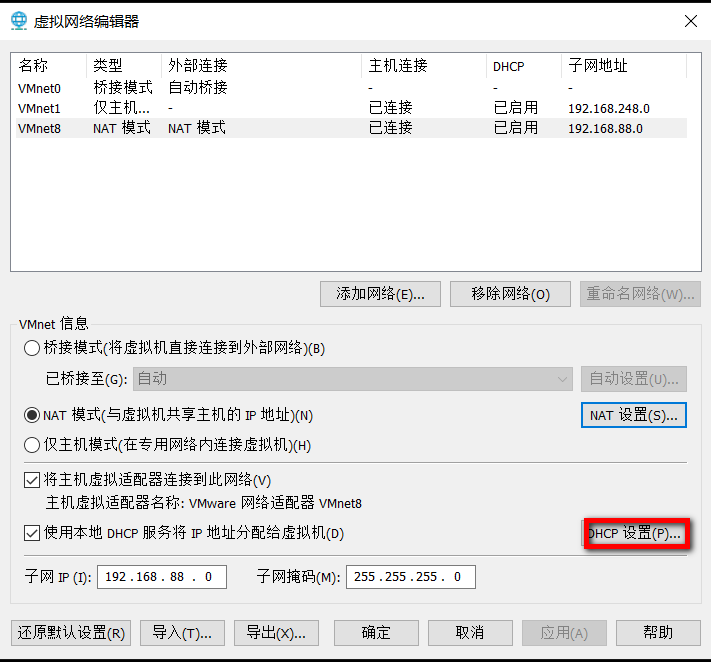 虚拟网络编辑器
名称 类型 外部连接 主机连接 DHCP 子网地址
VMnet0 桥接模式 自动桥接 - - -
VMnet1 仅主机... - 已连接 已启用 192.168.248.0
VMnet8 NAT 模式 NAT 模式 已连接 已启用 192.168.88.0
添加网络(E)... 移除网络(O) 重命名网络(W)...
VMnet 信息
桥接模式(将虚拟机直接连接到外部网络)(B)
已桥接至(G): 自动 自动设置(U)...
NAT 模式(与虚拟机共享主机的 IP 地址)(N) NAT 设置(S)...
仅主机模式(在专用网络内连接虚拟机)(H)
将主机虚拟适配器连接到此网络(V)
主机虚拟适配器名称: VMware 网络适配器 VMnet8
使用本地 DHCP 服务将 IP 地址分配给虚拟机(D) DHCP 设置(P)...
子网 IP (I): 192.168.88.0 子网掩码(M): 255.255.255.0
还原默认设置(R) 导入(T)... 导出(X)... 确定 取消 应用(A) 帮助